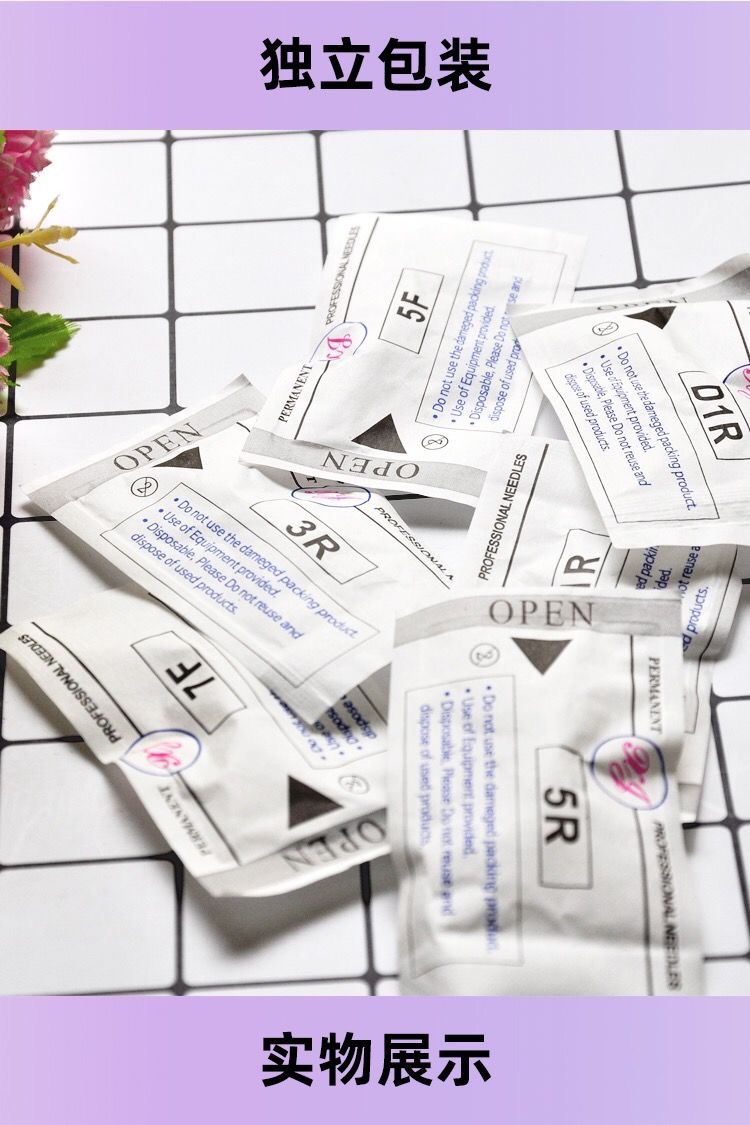 独立包装
PROFESSIONAL NEEDLES
PERMANENT
5F
• Do not use the dameged packing product.
• Use of Equipment provided.
• Disposable, Please Do not
use and
dispose of used
OPEN
OPEN
D1R
• Do not use the dameged packing product.
• Use of Equipment provided.
• Disposable, Please Do not reuse and
dispose of used products.
OPEN
3R
PROFESSIONAL
• Do not use the dameged packing product.
• Use of Equipment provided.
• Disposable, Please Do not reuse and
dispose of used products.
PROFESSIONAL NEEDLES
1R
products.
PROFESSIONAL NEEDLES
7F
PERMANENT
OPEN
OPEN
PERMANENT
PROFESSIONAL NEEDLES
5R
• Do not use the dameged packing product.
• Use of Equipment provided.
• Disposable, Please Do not reuse and
dispose of used products.
实物展示